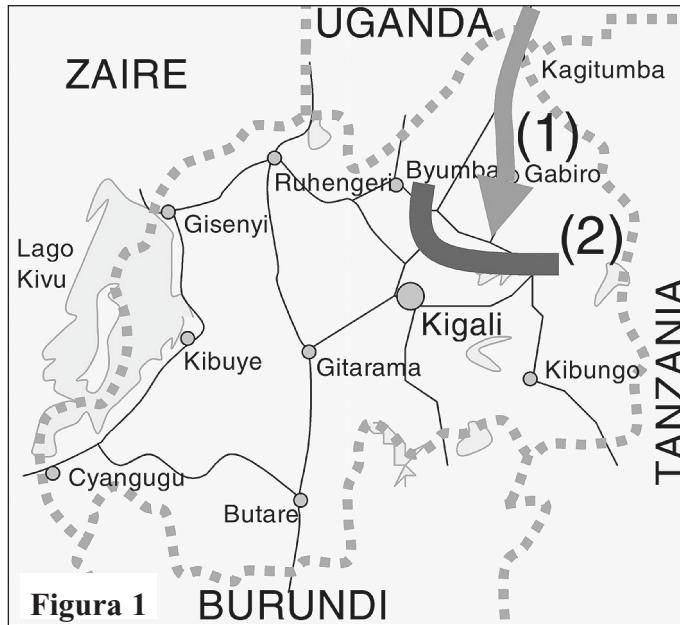 UGANDA
ZAIRE
Kagitumba
(1)
Byumba
Gabiro
Ruhengeri
Gisenyi
(2)
Lago
Kivu
Kigali
TANZANIA
Kibuye
Gitarama
Kibungo
Cyangugu
Butare
Figura 1
BURUNDI